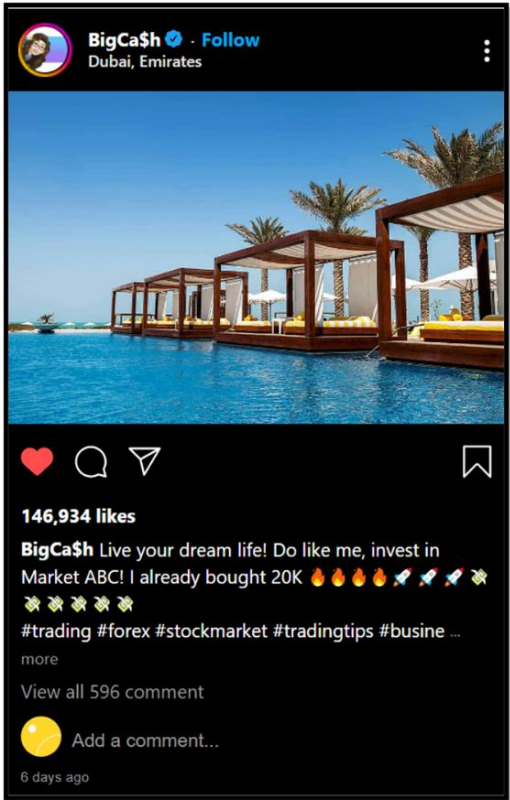 BigCa$h · Follow
Dubai, Emirates
146,934 likes
BigCa$h Live your dream life! Do like me, invest in
Market ABC! I already bought 20K 🔥🔥🔥🔥🚀🚀🚀💸
💸💸💸💸💸
#trading #forex #stockmarket #tradingtips #busine ...
more
View all 596 comment
Add a comment...
6 days ago